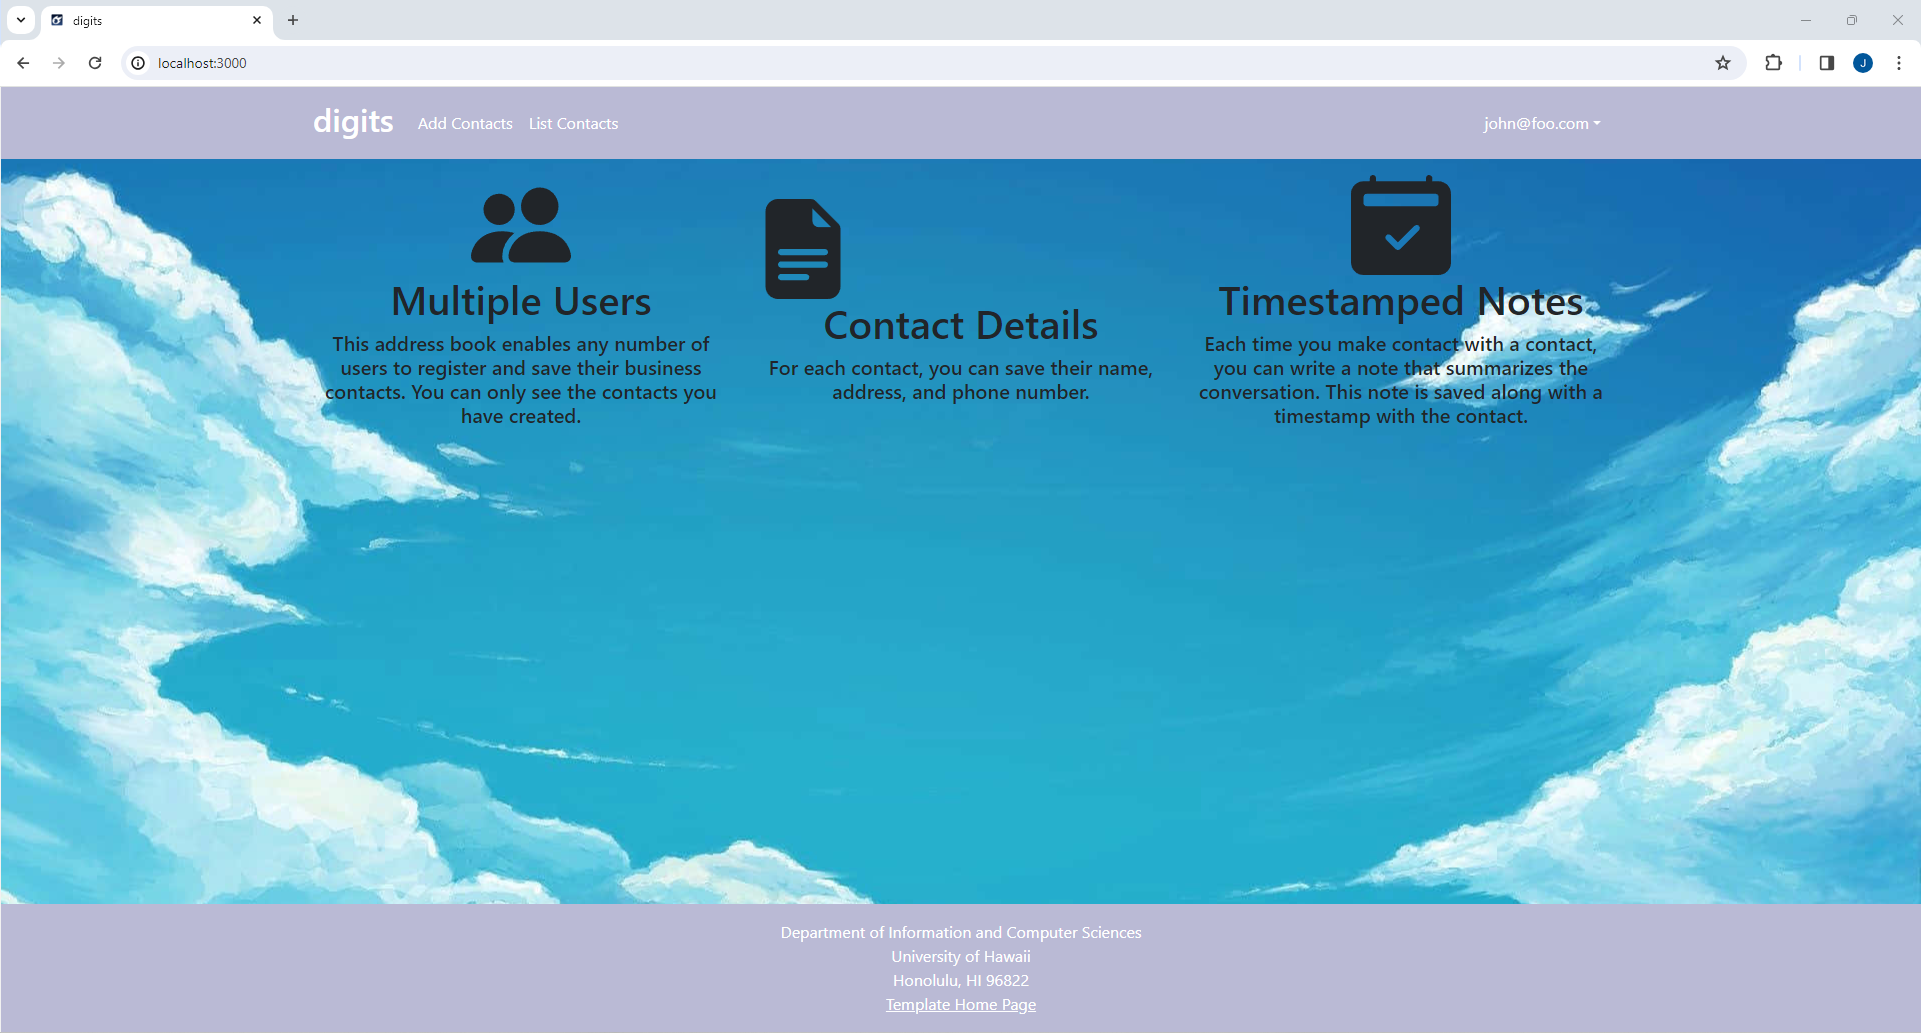 digits
localhost:3000
J
digits
Add Contacts
List Contacts
john@foo.com
Multiple Users
This address book enables any number of
users to register and save their business
contacts. You can only see the contacts you
have created.
Contact Details
For each contact, you can save their name,
address, and phone number.
Timestamped Notes
Each time you make contact with a contact,
you can write a note that summarizes the
conversation. This note is saved along with a
timestamp with the contact.
Department of Information and Computer Sciences
University of Hawaii
Honolulu, HI 96822
Template Home Page